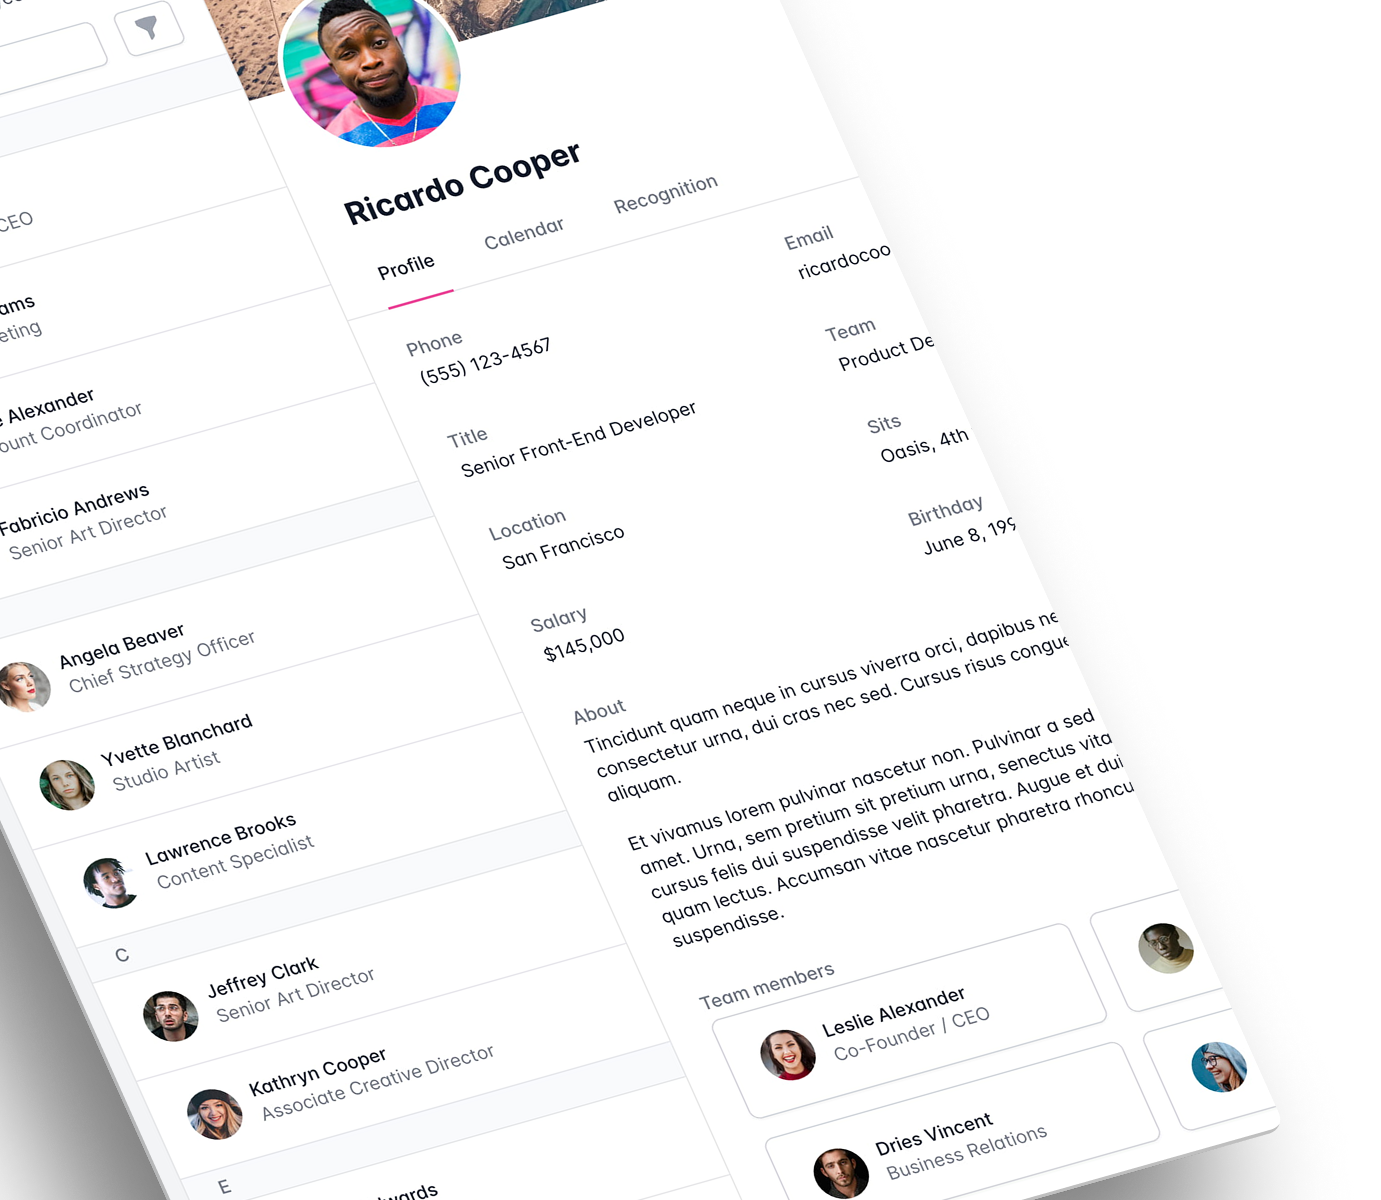 CEO
eting
Alexander
ount Coordinator
Fabricio Andrews
Senior Art Director
Angela Beaver
Chief Strategy Officer
Yvette Blanchard
Studio Artist
Lawrence Brooks
Content Specialist
C
Jeffrey Clark
Senior Art Director
Kathryn Cooper
Associate Creative Director
E
Ricardo Cooper
Profile
Calendar
Recognition
Phone
(555) 123-4567
Email
ricardocoo
Title
Senior Front-End Developer
Team
Product De
Location
San Francisco
Sits
Oasis, 4th
Salary
$145,000
Birthday
June 8, 199
About
Tincidunt quam neque in cursus viverra orci, dapibus ne
consectetur urna, dui cras nec sed. Cursus risus congue
aliquam.
Et vivamus lorem pulvinar nascetur non. Pulvinar a sed
amet. Urna, sem pretium sit pretium urna, senectus vita
cursus felis dui suspendisse velit pharetra. Augue et dui
quam lectus. Accumsan vitae nascetur pharetra rhoncu
suspendisse.
Team members
Leslie Alexander
Co-Founder / CEO
Dries Vincent
Business Relations